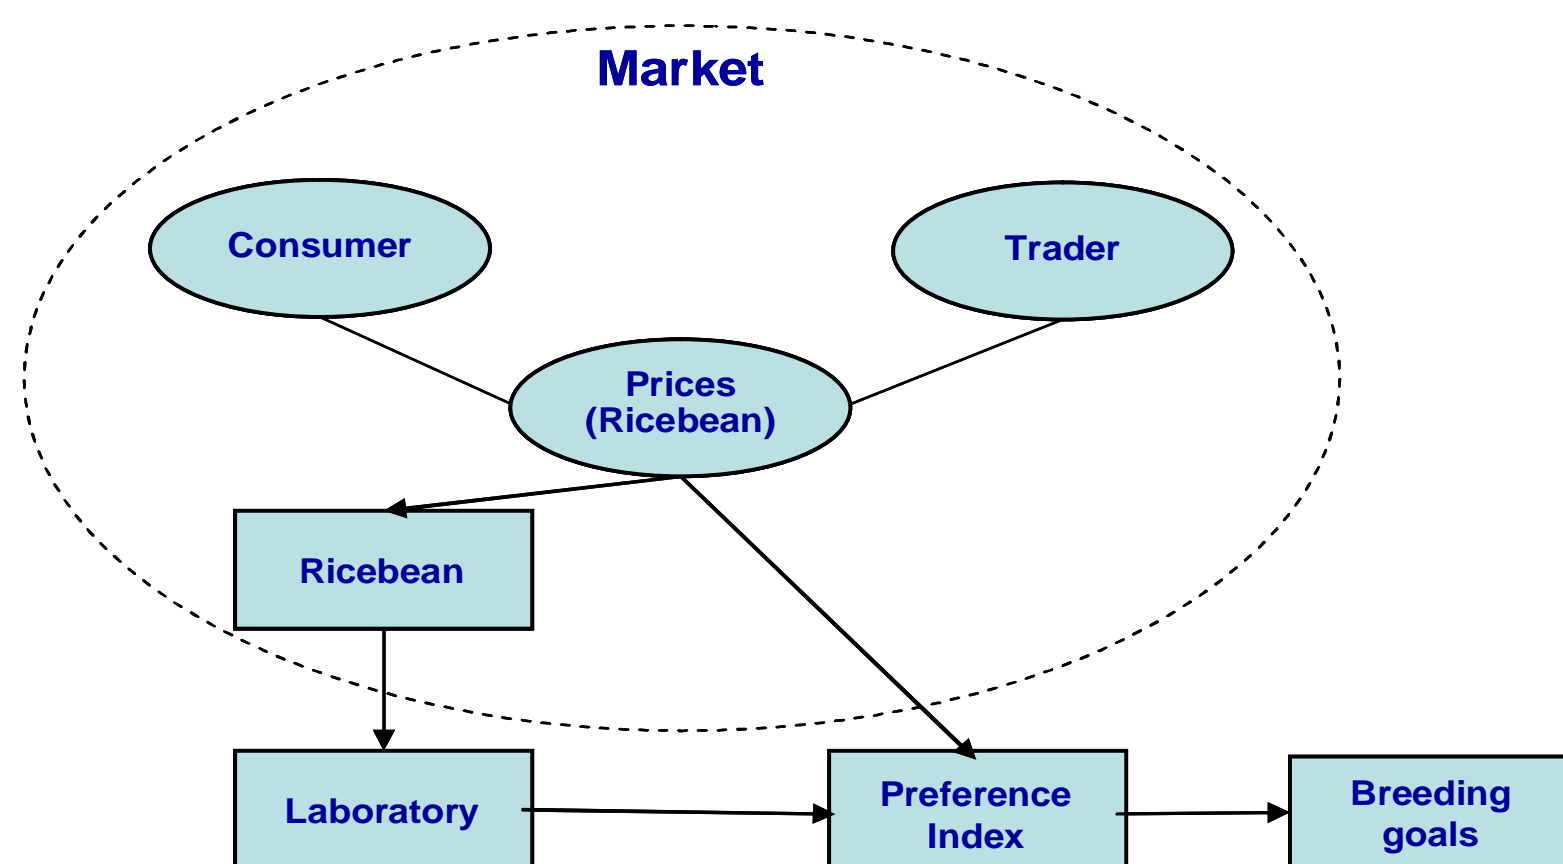 Market
Consumer
Trader
Prices
(Ricebean)
Ricebean
Laboratory
Preference
Index
Breeding
goals